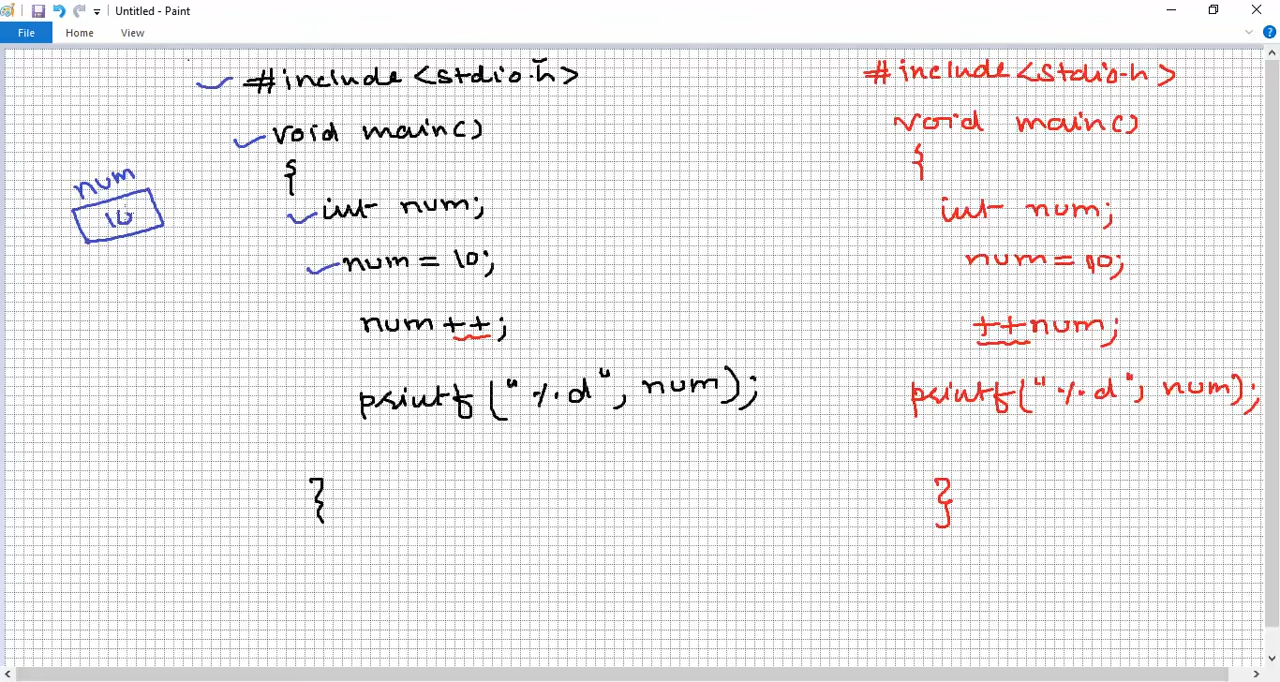 Untitled - Paint
File Home View
#include <stdio.h>
void main()
{
int num;
num = 10;
num ++;
printf("%d", num);
}
num
10
#include <stdio.h>
void main()
{
int num;
num = 10;
++num;
printf("%d", num);
}